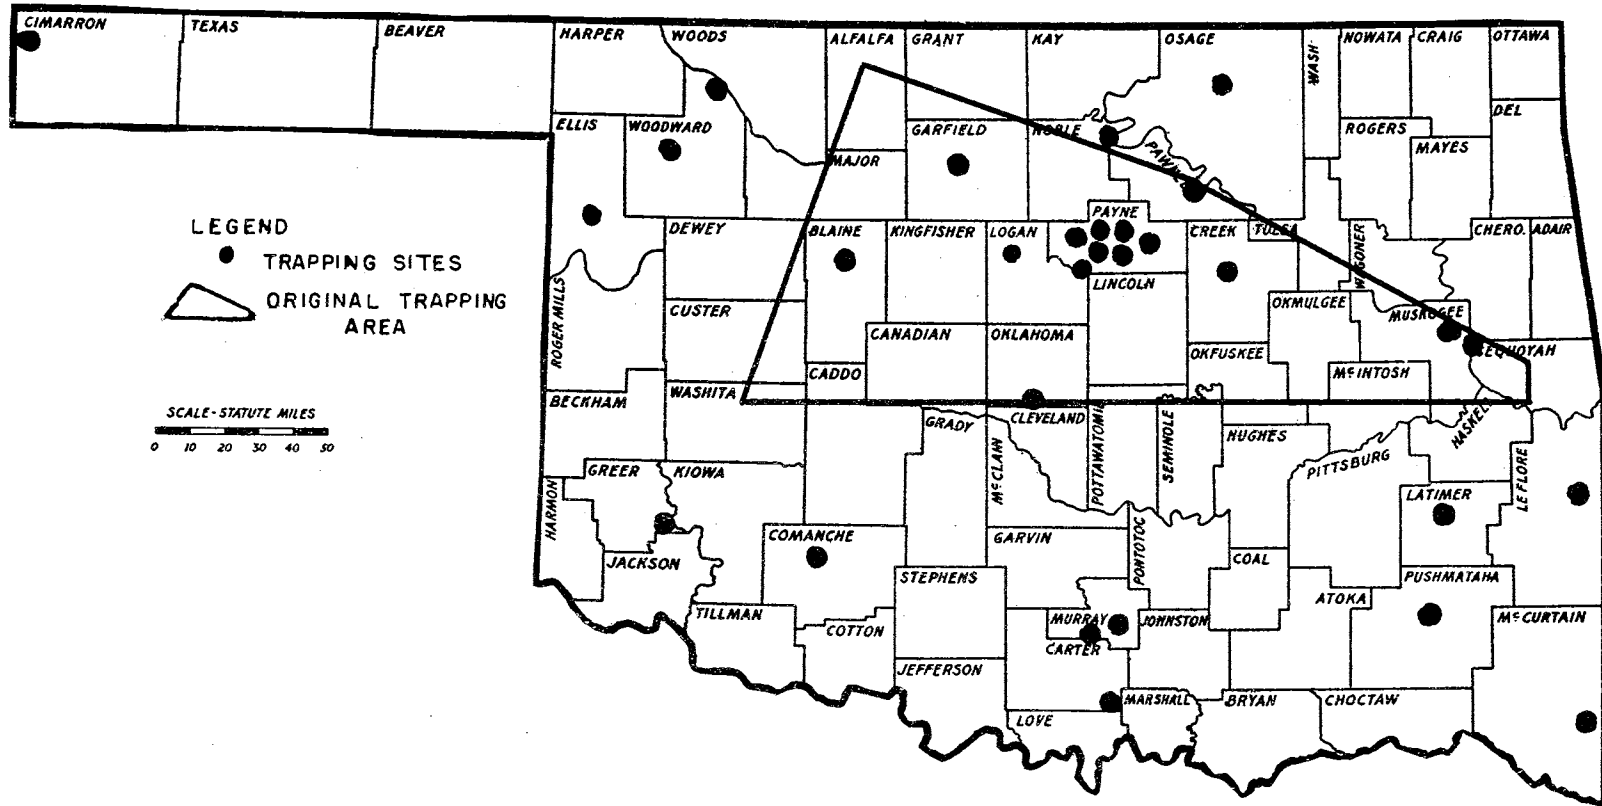 CIMARRON
TEXAS
BEAVER
HARPER
WOODS
ALFALFA
GRANT
KAY
OSAGE
WASH.
NOWATA
CRAIG
OTTAWA
DEL
ELLIS
WOODWARD
GARFIELD
NOBLE
PAWNEE
ROGERS
MAYES
MAJOR
LEGEND
TRAPPING SITES
ORIGINAL TRAPPING
AREA
DEWEY
BLAINE
KINGFISHER
LOGAN
PAYNE
CREEK
TULSA
WAGONER
CHERO.
ADAIR
ROGER MILLS
CUSTER
LINCOLN
OKMULGEE
MUSKOGEE
CANADIAN
OKLAHOMA
OKFUSKEE
SEQUOYAH
CADDO
McINTOSH
WASHITA
BECKHAM
SCALE-STATUTE MILES
0 10 20 30 40 50
GRADY
McCLAIN
CLEVELAND
POTTAWATOMIE
SEMINOLE
HUGHES
PITTSBURG
HASKELL
LE FLORE
GREER
KIOWA
HARMON
LATIMER
JACKSON
COMANCHE
GARVIN
PONTOTOC
COAL
STEPHENS
ATOKA
PUSHMATAHA
TILLMAN
COTTON
MURRAY
JOHNSTON
McCURTAIN
CARTER
JEFFERSON
LOVE
MARSHALL
BRYAN
CHOCTAW